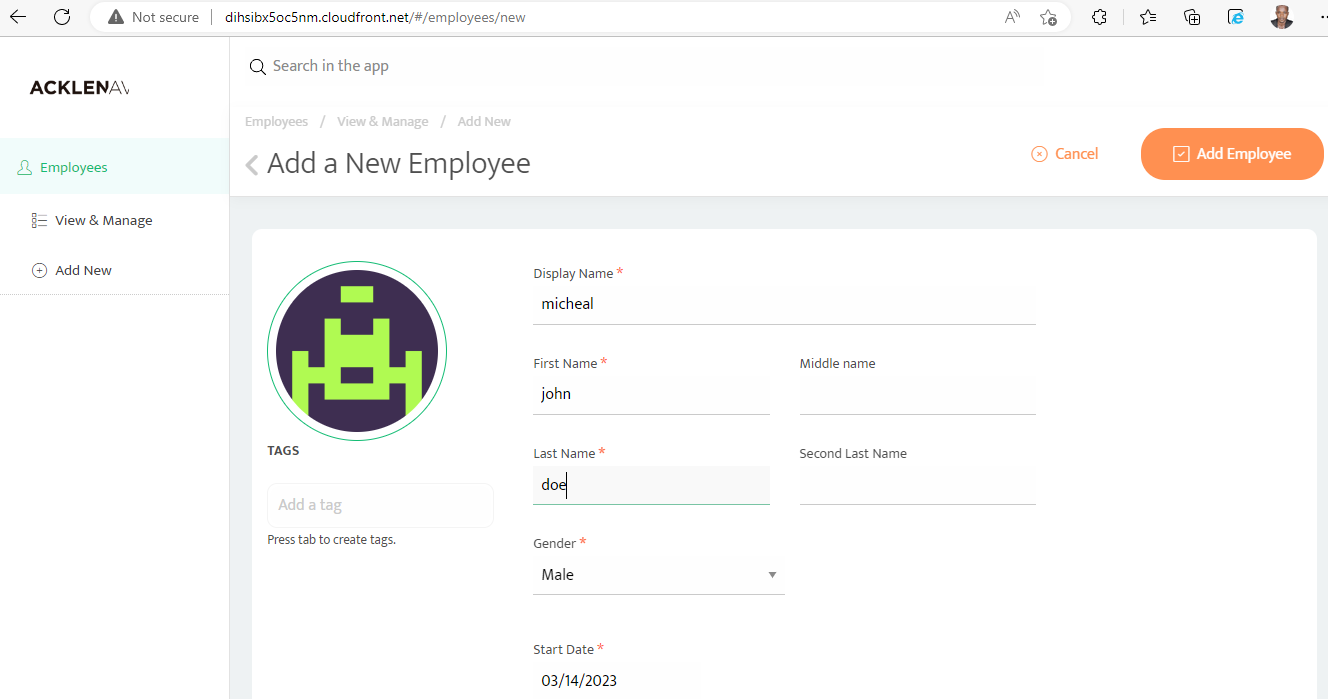 Not secure
dihsibx5oc5nm.cloudfront.net/#/employees/new
ACKLENAV
Search in the app
Employees / View & Manage / Add New
Add a New Employee
Cancel
Add Employee
Employees
View & Manage
Add New
TAGS
Add a tag
Press tab to create tags.
Display Name *
micheal
First Name *
Middle name
john
Last Name *
Second Last Name
doe
Gender *
Male
Start Date *
03/14/2023